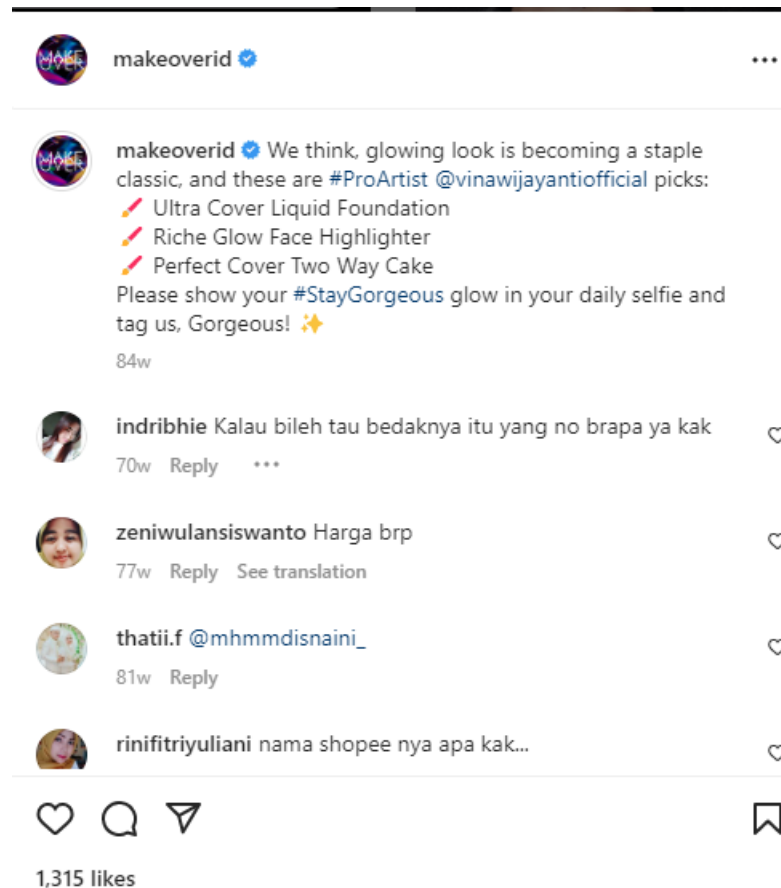 MAKE OVER
makeoverid
MAKE OVER
makeoverid We think, glowing look is becoming a staple
classic, and these are #ProArtist @vinawijayantiofficial picks:
🖌️ Ultra Cover Liquid Foundation
🖌️ Riche Glow Face Highlighter
🖌️ Perfect Cover Two Way Cake
Please show your #StayGorgeous glow in your daily selfie and
tag us, Gorgeous! ✨
84w
indribhie Kalau bileh tau bedaknya itu yang no brapa ya kak
70w Reply •••
zeniwulansiswanto Harga brp
77w Reply See translation
thatii.f @mhmmdisnaini_
81w Reply
rinifitriyuliani nama shopee nya apa kak...
1,315 likes